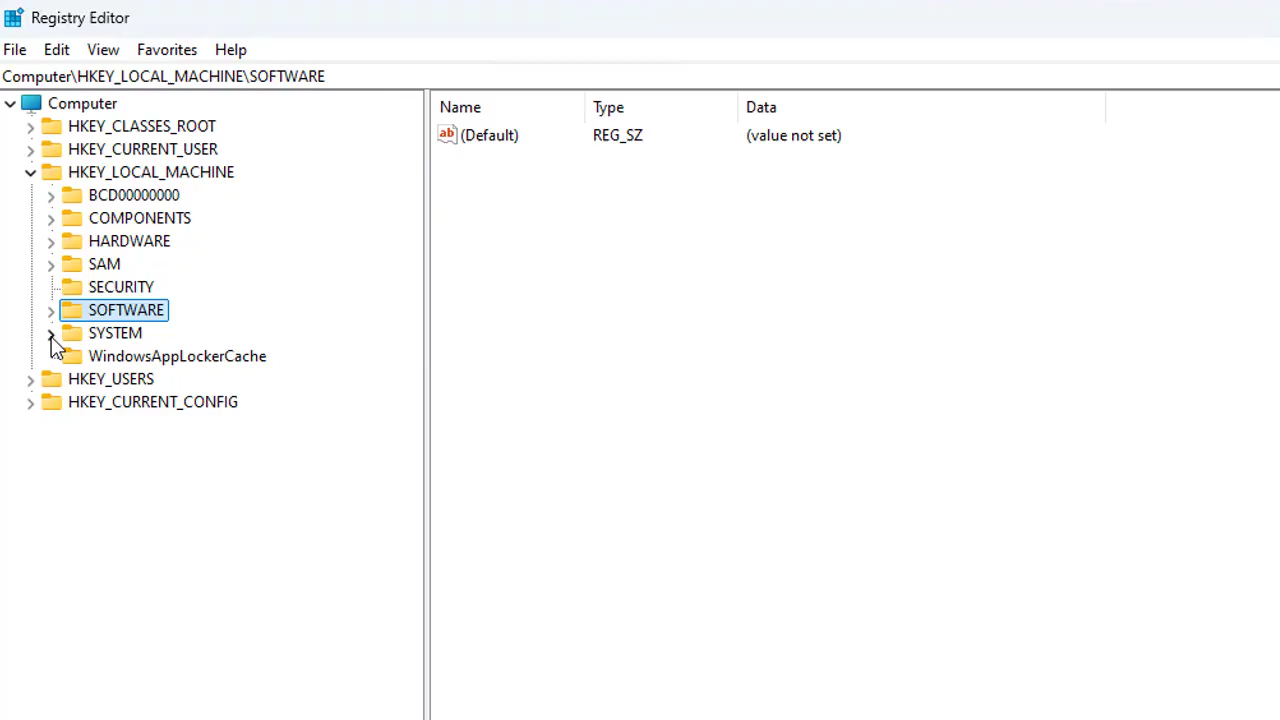 Registry Editor
File Edit View Favorites Help
Computer\HKEY_LOCAL_MACHINE\SOFTWARE
Computer
HKEY_CLASSES_ROOT
HKEY_CURRENT_USER
HKEY_LOCAL_MACHINE
BCD00000000
COMPONENTS
HARDWARE
SAM
SECURITY
SOFTWARE
SYSTEM
WindowsAppLockerCache
HKEY_USERS
HKEY_CURRENT_CONFIG
Name Type Data
ab (Default) REG_SZ (value not set)